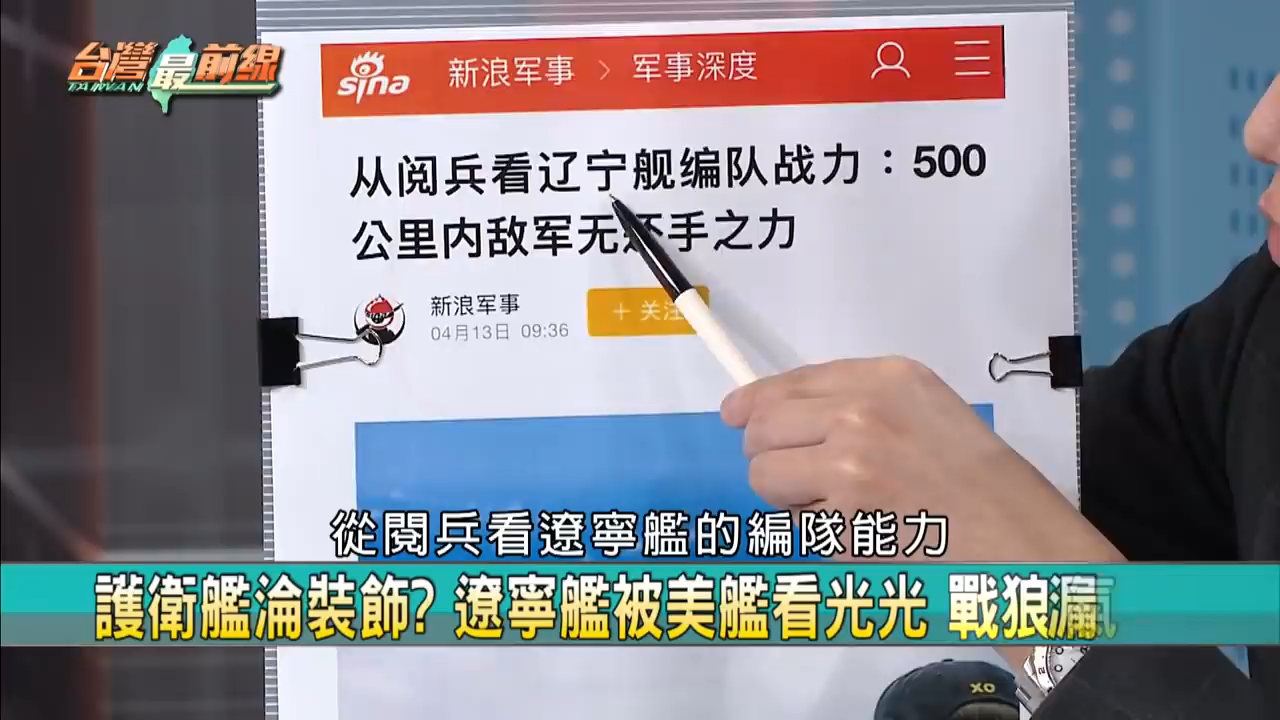 台灣最前線
TAIWAN
sina 新浪军事 > 军事深度
从阅兵看辽宁舰编队战力：500
公里内敌军无还手之力
新浪军事
04月13日 09:36
+ 关注
從閱兵看遼寧艦的編隊能力
護衛艦淪裝飾? 遼寧艦被美艦看光光 戰狼漏氣
XO